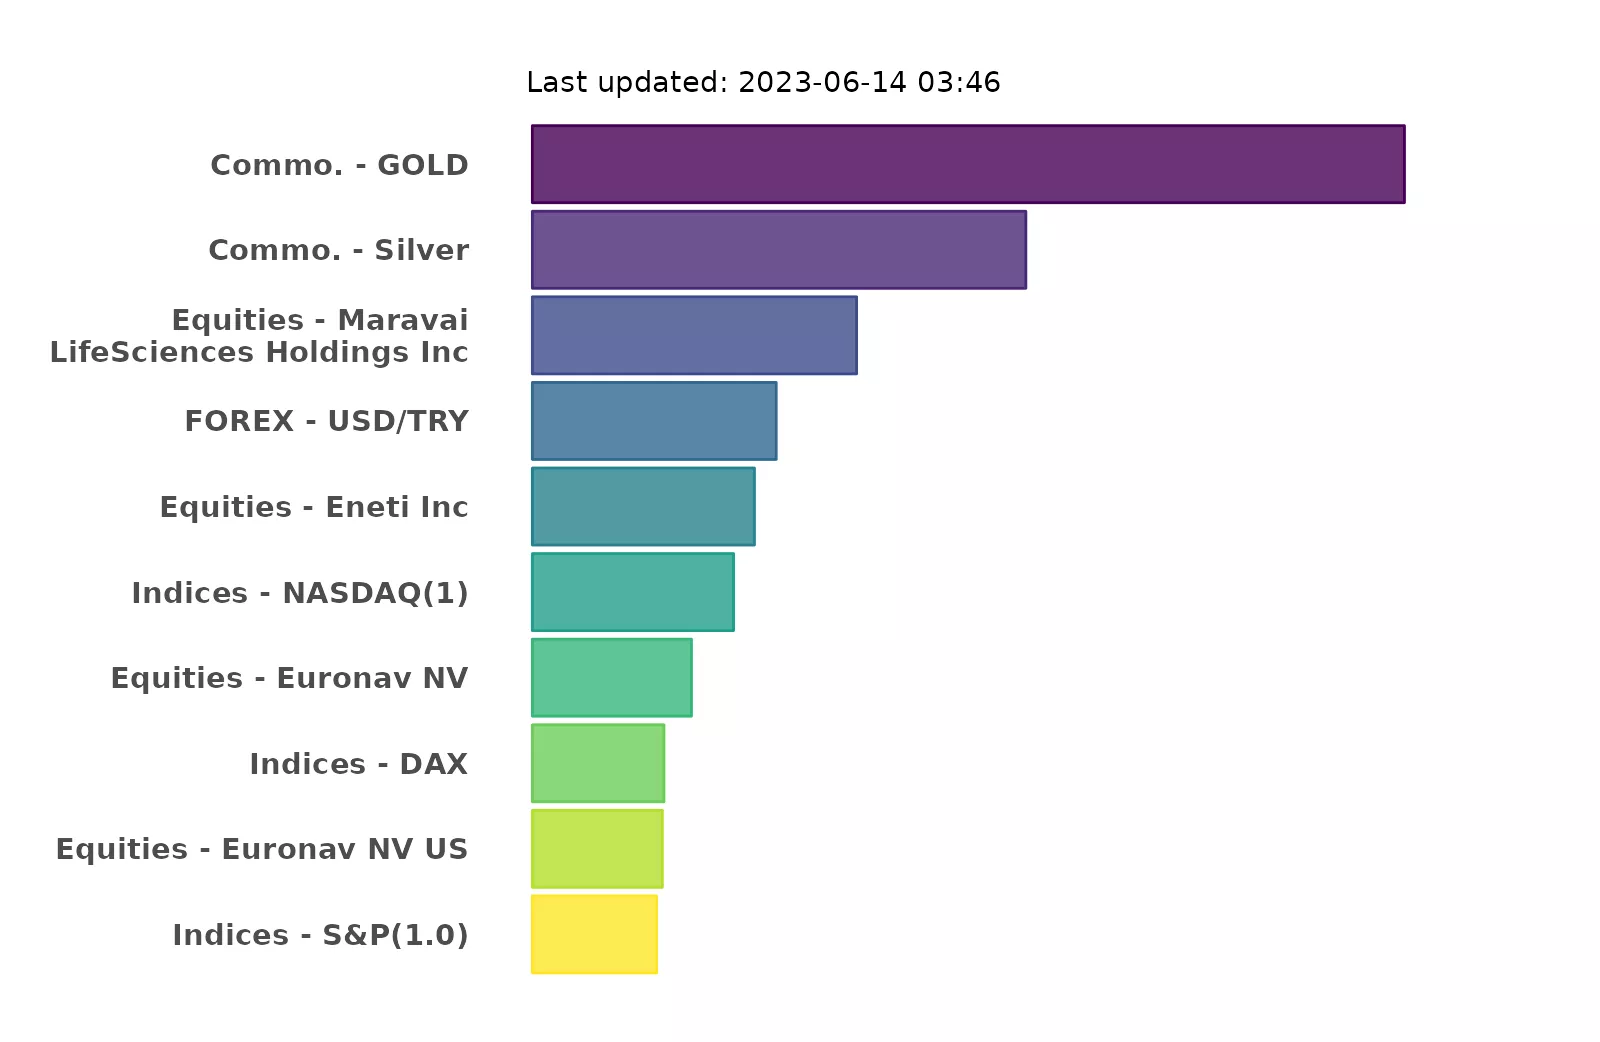 Last updated: 2023-06-14 03:46
Commo. - GOLD
Commo. - Silver
Equities - Maravai
LifeSciences Holdings Inc
FOREX - USD/TRY
Equities - Eneti Inc
Indices - NASDAQ(1)
Equities - Euronav NV
Indices - DAX
Equities - Euronav NV US
Indices - S&P(1.0)